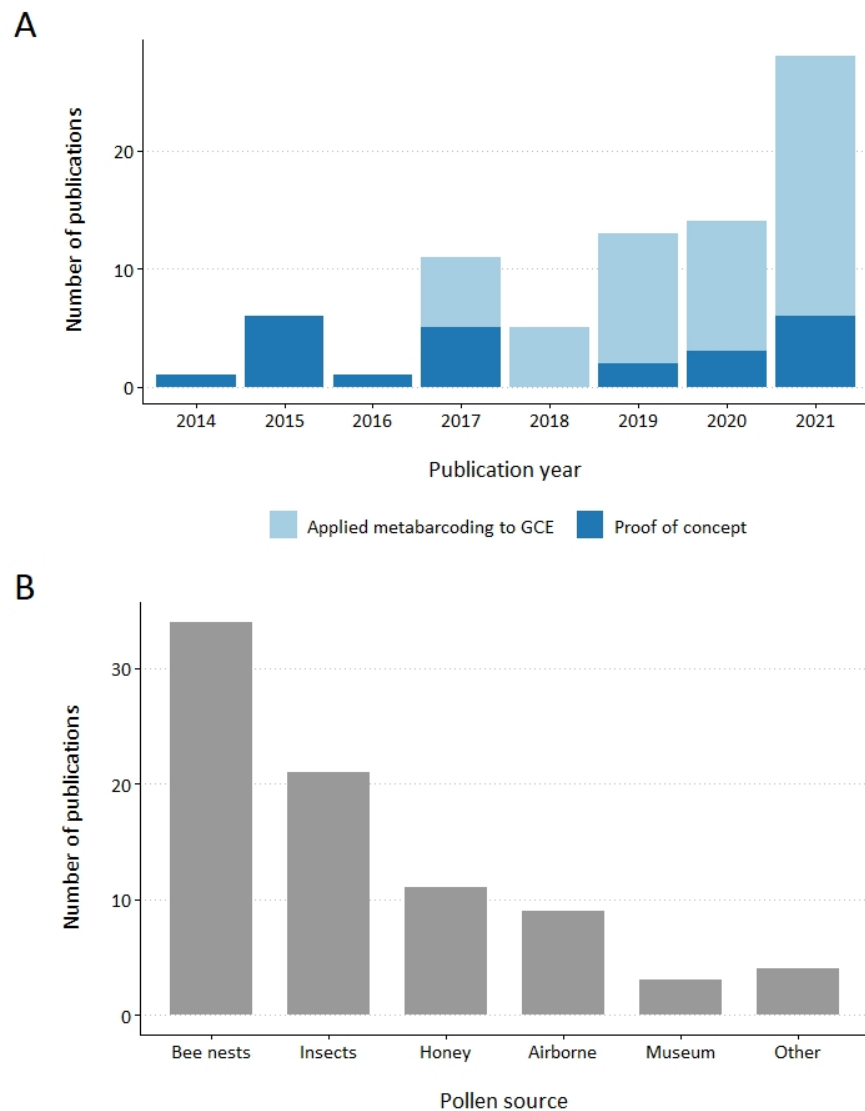 A
Number of publications
20
10
0
2014 2015 2016 2017 2018 2019 2020 2021
Publication year
Applied metabarcoding to GCE Proof of concept
B
Number of publications
30
20
10
0
Bee nests Insects Honey Airborne Museum Other
Pollen source